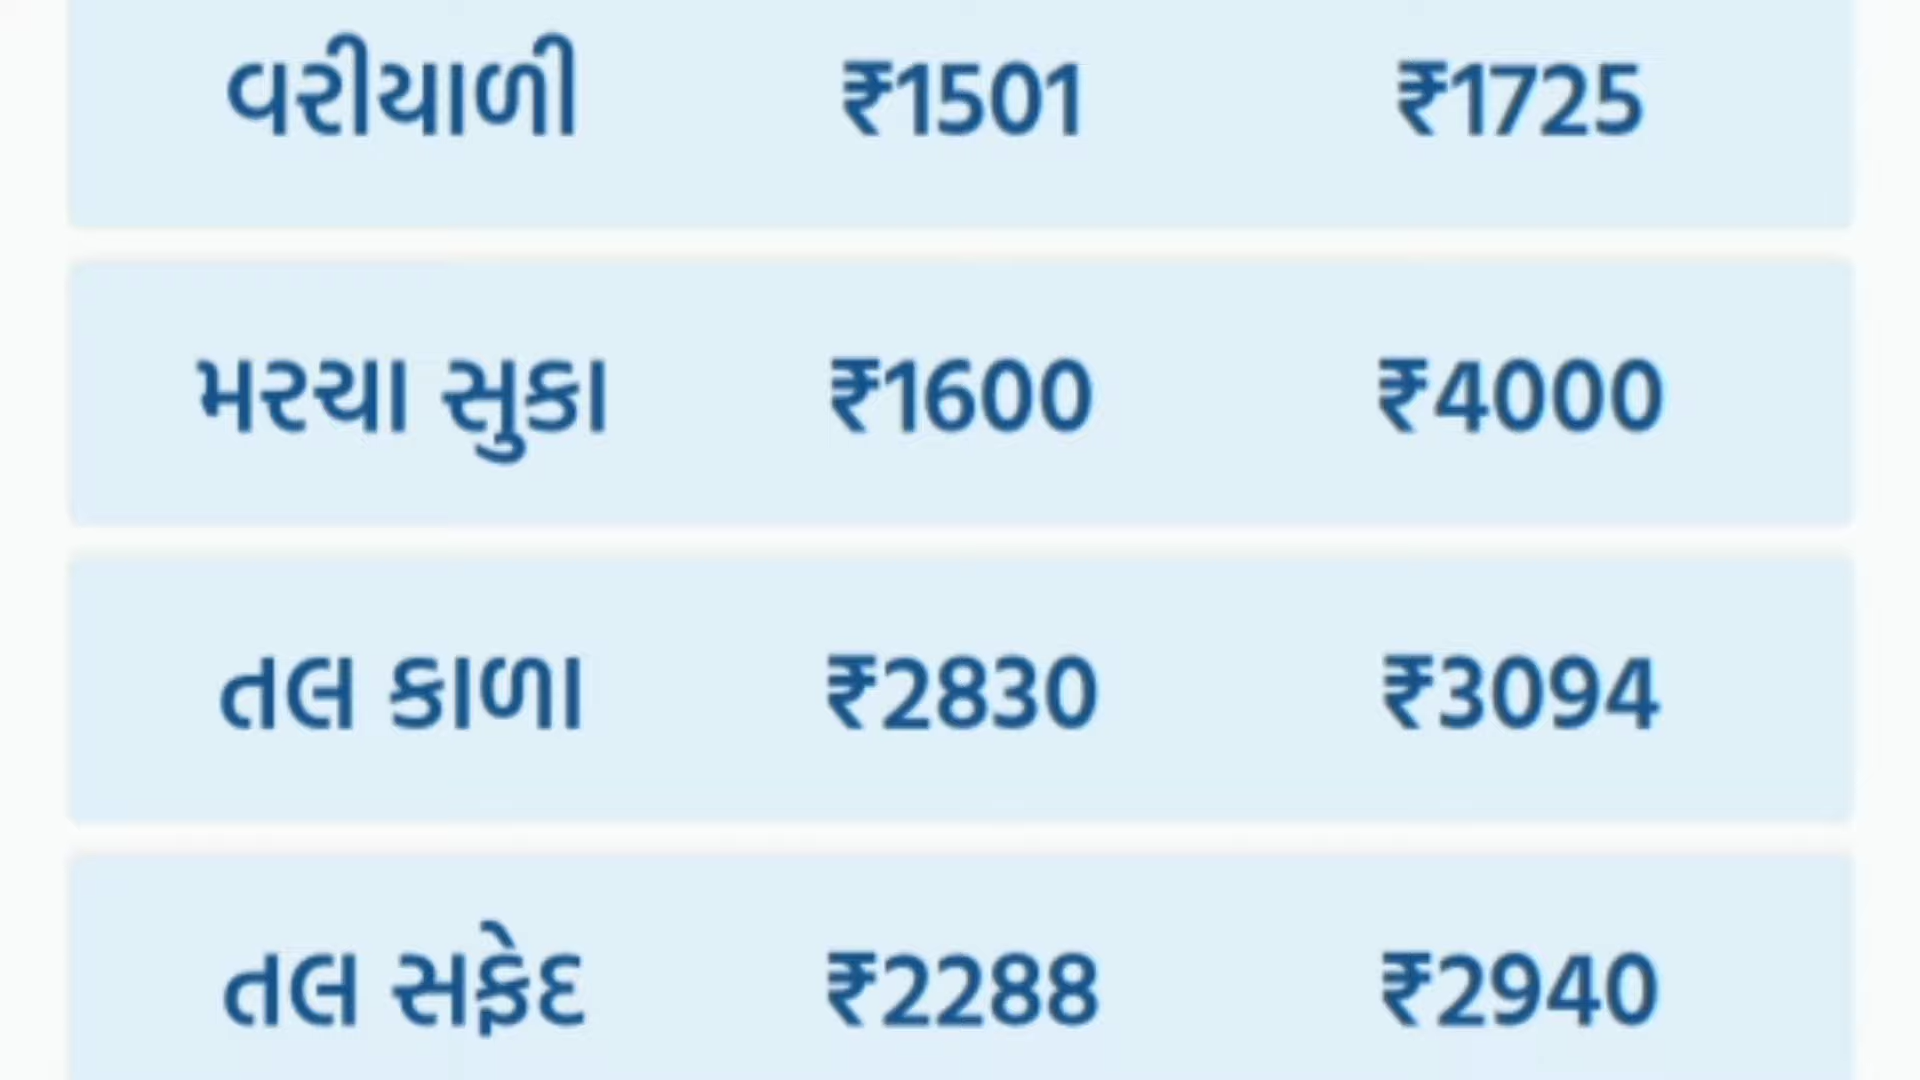 વરીયાળી ₹1501 ₹1725
મરચા સુકા ₹1600 ₹4000
તલ કાળા ₹2830 ₹3094
તલ સફેદ ₹2288 ₹2940